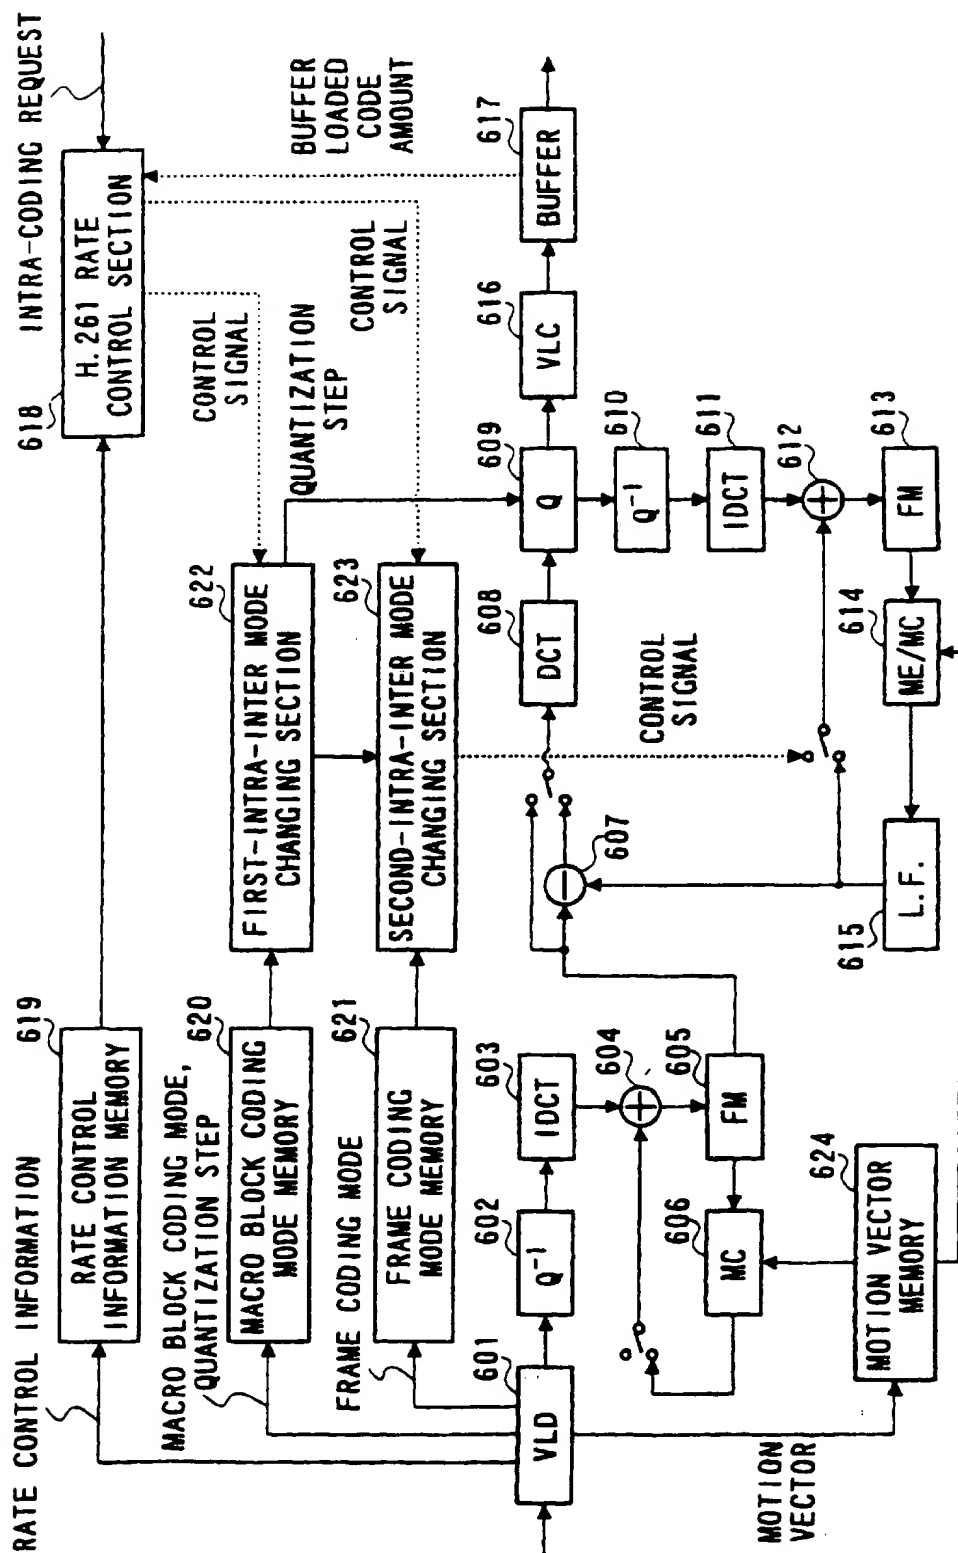 RATE CONTROL INFORMATION
INTRA-CODING REQUEST
619
RATE CONTROL
INFORMATION MEMORY
618
H.261 RATE
CONTROL SECTION
MACRO BLOCK CODING MODE,
QUANTIZATION STEP
620
MACRO BLOCK CODING
MODE MEMORY
622
FIRST-INTRA-INTER MODE
CHANGING SECTION
CONTROL
SIGNAL
QUANTIZATION
STEP
BUFFER
LOADED
CODE
AMOUNT
FRAME CODING MODE
621
FRAME CODING
MODE MEMORY
623
SECOND-INTRA-INTER MODE
CHANGING SECTION
CONTROL
SIGNAL
601
VLD
602
Q-1
603
IDCT
608
DCT
609
Q
616
VLC
617
BUFFER
604
605
FM
606
MC
607
CONTROL
SIGNAL
610
Q-1
611
IDCT
612
613
FM
614
ME/MC
615
L.F.
MOTION
VECTOR
624
MOTION VECTOR
MEMORY